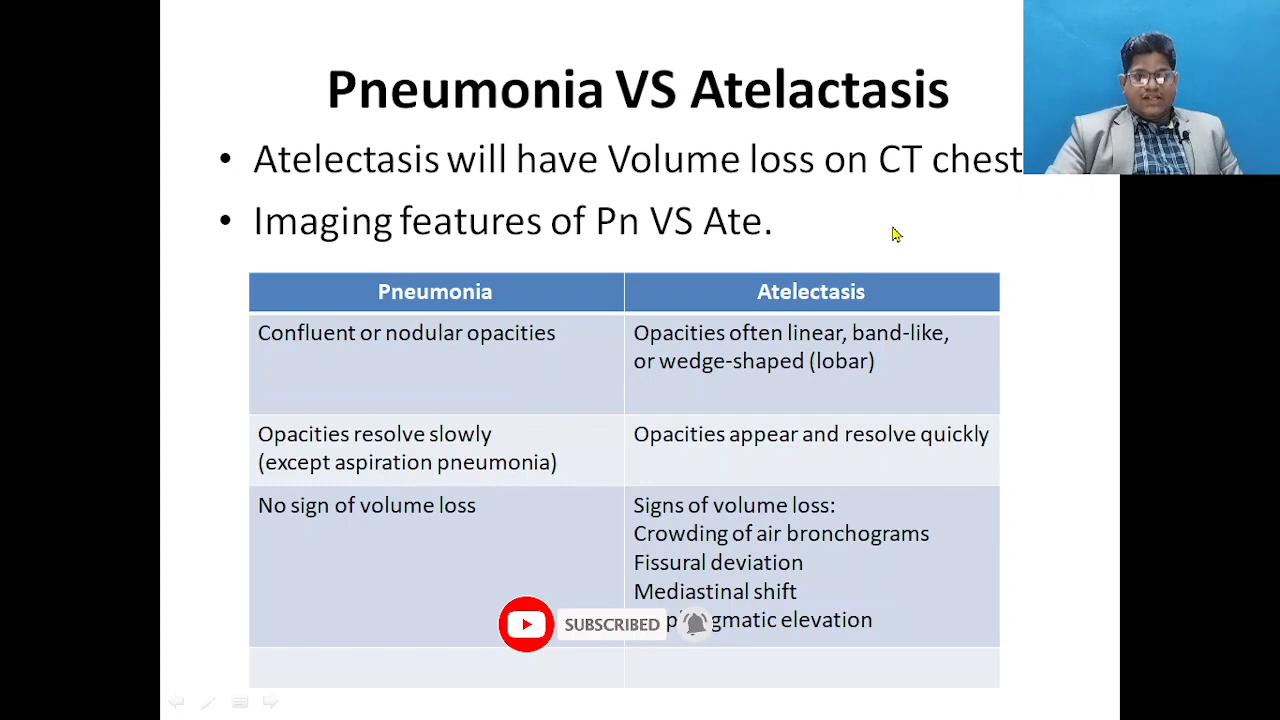 Pneumonia VS Atelactasis
• Atelectasis will have Volume loss on CT chest
• Imaging features of Pn VS Ate.
Pneumonia
Atelectasis
Confluent or nodular opacities
Opacities often linear, band-like,
or wedge-shaped (lobar)
Opacities resolve slowly
(except aspiration pneumonia)
Opacities appear and resolve quickly
No sign of volume loss
Signs of volume loss:
Crowding of air bronchograms
Fissural deviation
Mediastinal shift
elevation
SUBSCRIBED